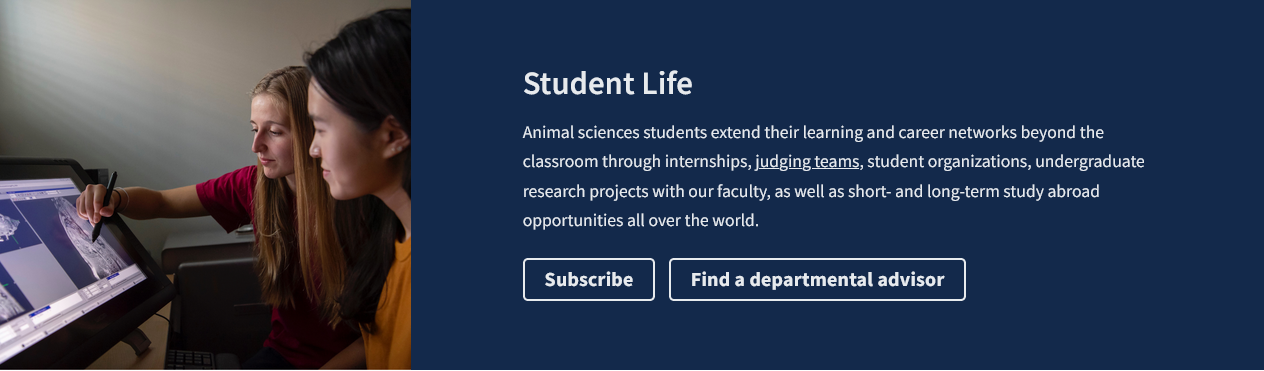 Student Life
Animal sciences students extend their learning and career networks beyond the
classroom through internships, judging teams, student organizations, undergraduate
research projects with our faculty, as well as short- and long-term study abroad
opportunities all over the world.
Subscribe
Find a departmental advisor